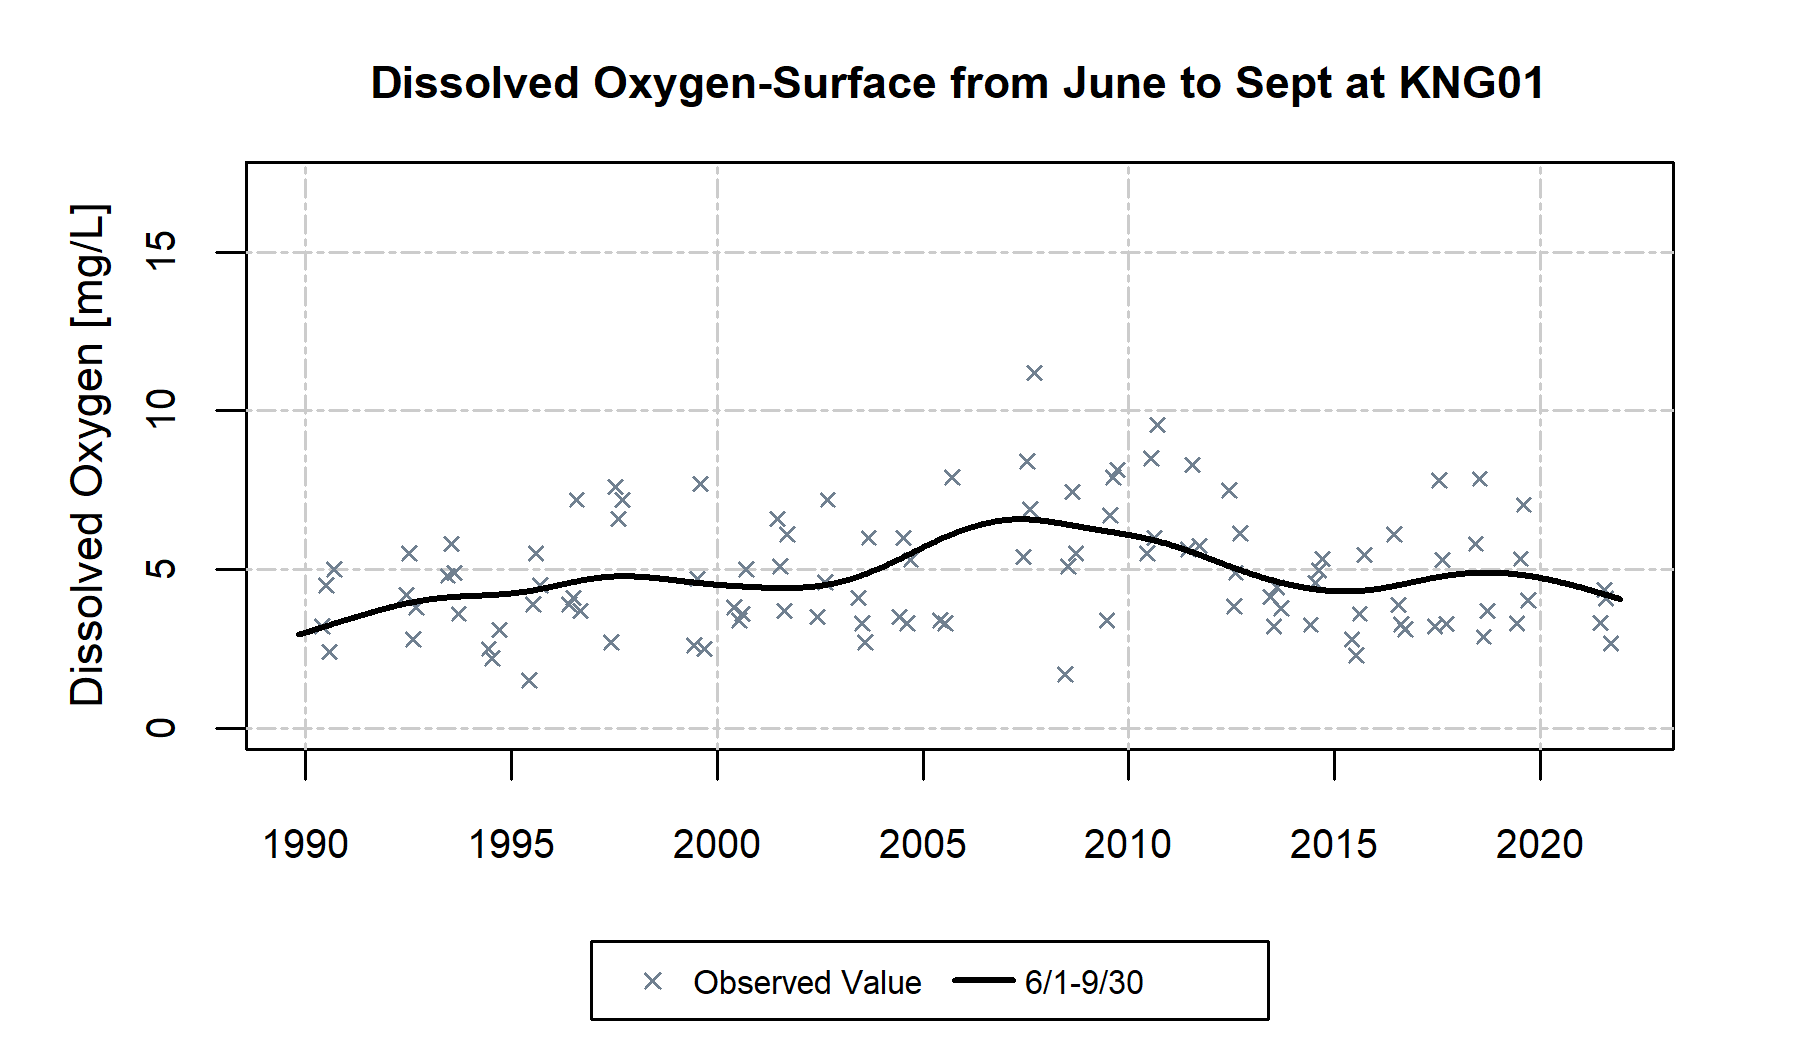 Dissolved Oxygen-Surface from June to Sept at KNG01
Dissolved Oxygen [mg/L]
15
10
5
0
1990 1995 2000 2005 2010 2015 2020
Observed Value 6/1-9/30